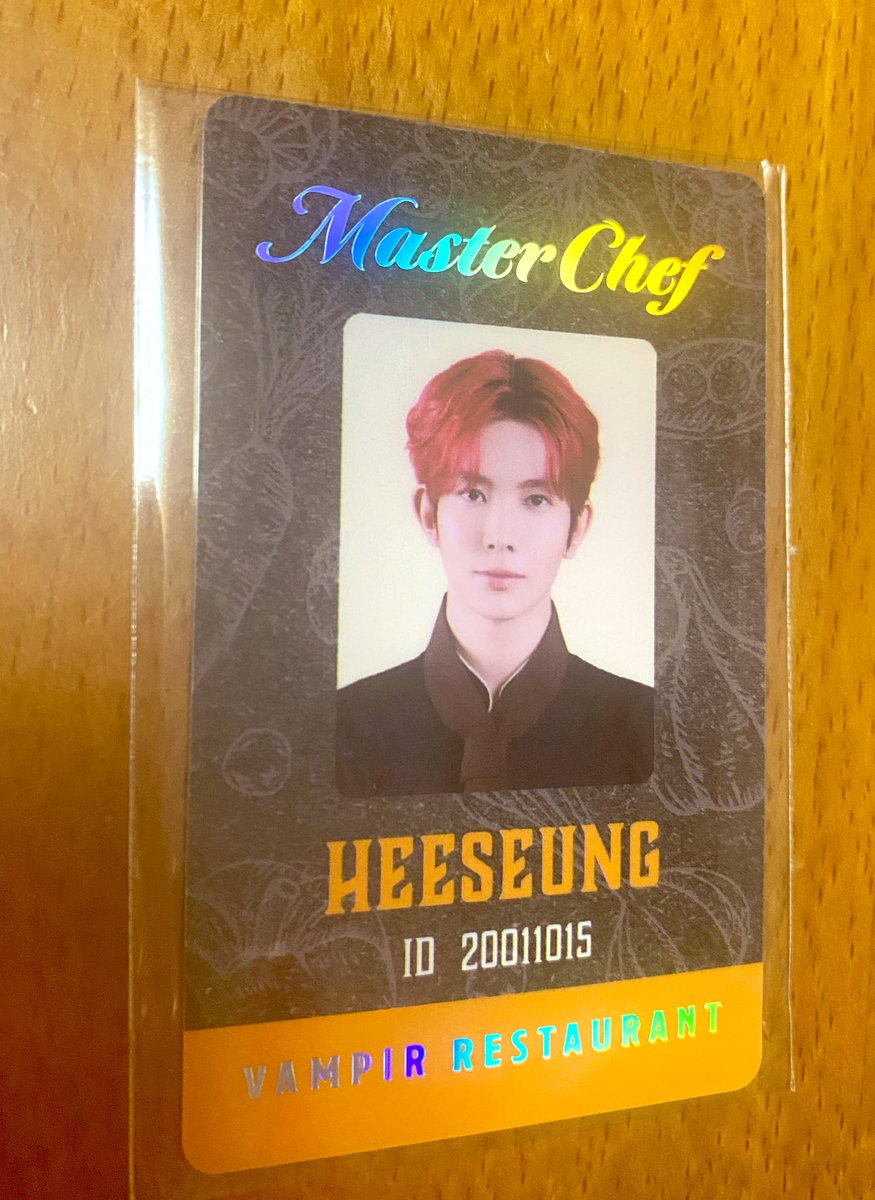 Master Chef
HEESEUNG
ID 20011015
VAMPIR RESTAURANT